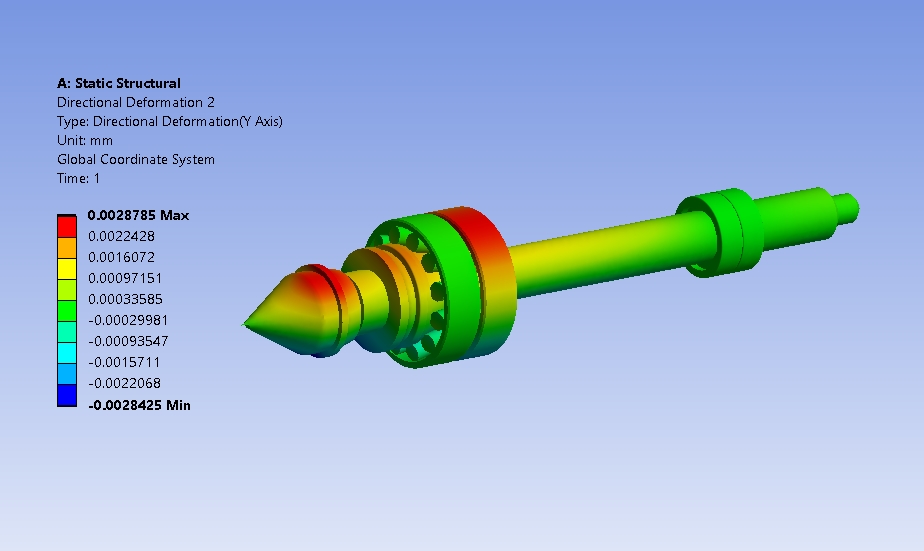 A: Static Structural
Directional Deformation 2
Type: Directional Deformation(Y Axis)
Unit: mm
Global Coordinate System
Time: 1
0.0028785 Max
0.0022428
0.0016072
0.00097151
0.00033585
-0.00029981
-0.00093547
-0.0015711
-0.0022068
-0.0028425 Min